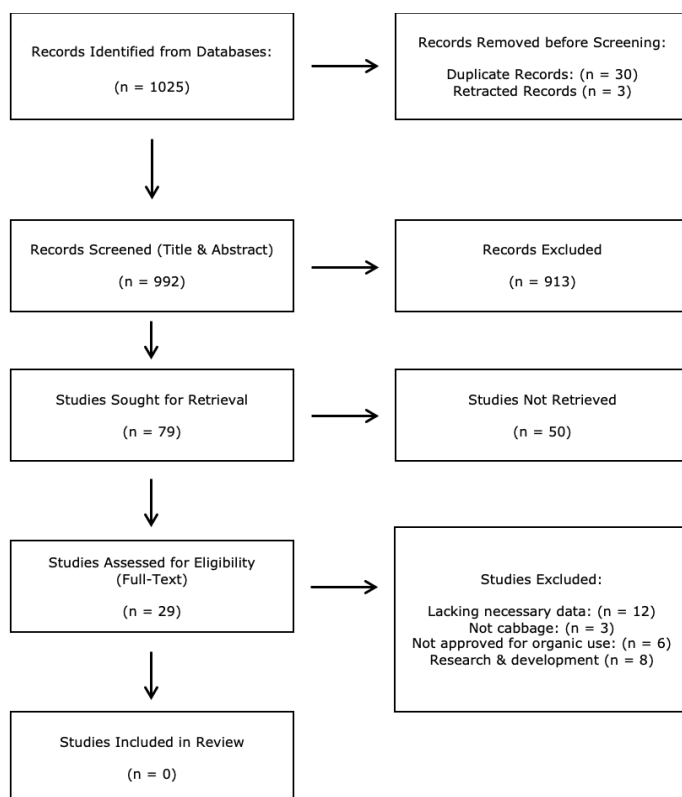 Records Identified from Databases:
(n = 1025)
Records Removed before Screening:
Duplicate Records: (n = 30)
Retracted Records (n = 3)
Records Screened (Title & Abstract)
(n = 992)
Records Excluded
(n = 913)
Studies Sought for Retrieval
(n = 79)
Studies Not Retrieved
(n = 50)
Studies Assessed for Eligibility
(Full-Text)
(n = 29)
Studies Excluded:
Lacking necessary data: (n = 12)
Not cabbage: (n = 3)
Not approved for organic use: (n = 6)
Research & development (n = 8)
Studies Included in Review
(n = 0)